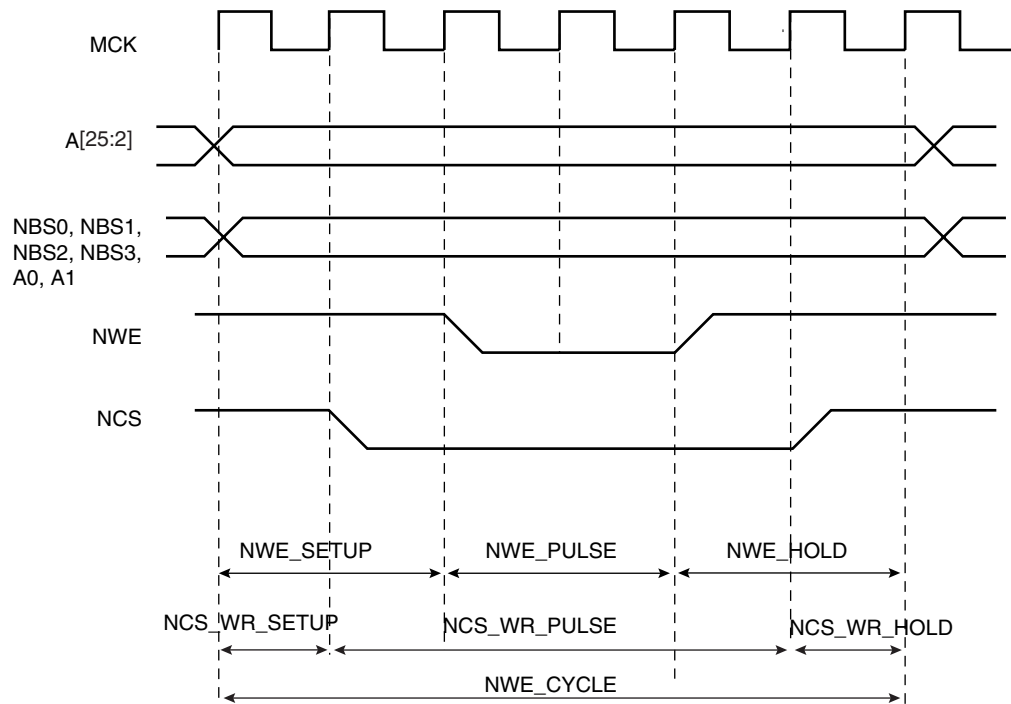 MCK
A[25:2]
NBS0, NBS1,
NBS2, NBS3,
A0, A1
NWE
NCS
NWE_SETUP
NWE_PULSE
NWE_HOLD
NCS_WR_SETUP
NCS_WR_PULSE
NCS_WR_HOLD
NWE_CYCLE